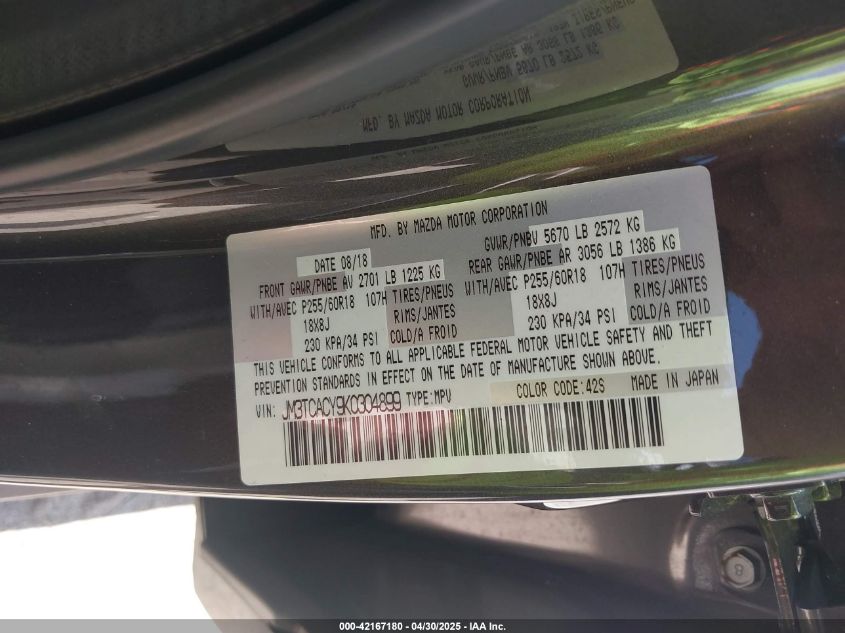 MFD. BY MAZDA MOTOR CORPORATION
DATE 08/18
GVWR/PNBV 5670 LB 2572 KG
FRONT GAWR/PNBE AV 2701 LB 1225 KG
REAR GAWR/PNBE AR 3056 LB 1386 KG
WITH/AVEC P255/60R18 107H TIRES/PNEUS
WITH/AVEC P255/60R18 107H TIRES/PNEUS
18X8J RIMS/JANTES
18X8J RIMS/JANTES
230 KPA/34 PSI COLD/A FROID
230 KPA/34 PSI COLD/A FROID
THIS VEHICLE CONFORMS TO ALL APPLICABLE FEDERAL MOTOR VEHICLE SAFETY AND THEFT
PREVENTION STANDARDS IN EFFECT ON THE DATE OF MANUFACTURE SHOWN ABOVE.
VIN: JM3TCACY9K0304899 TYPE:MPV COLOR CODE:42S MADE IN JAPAN
8
000-42167180 - 04/30/2025 - IAA Inc.